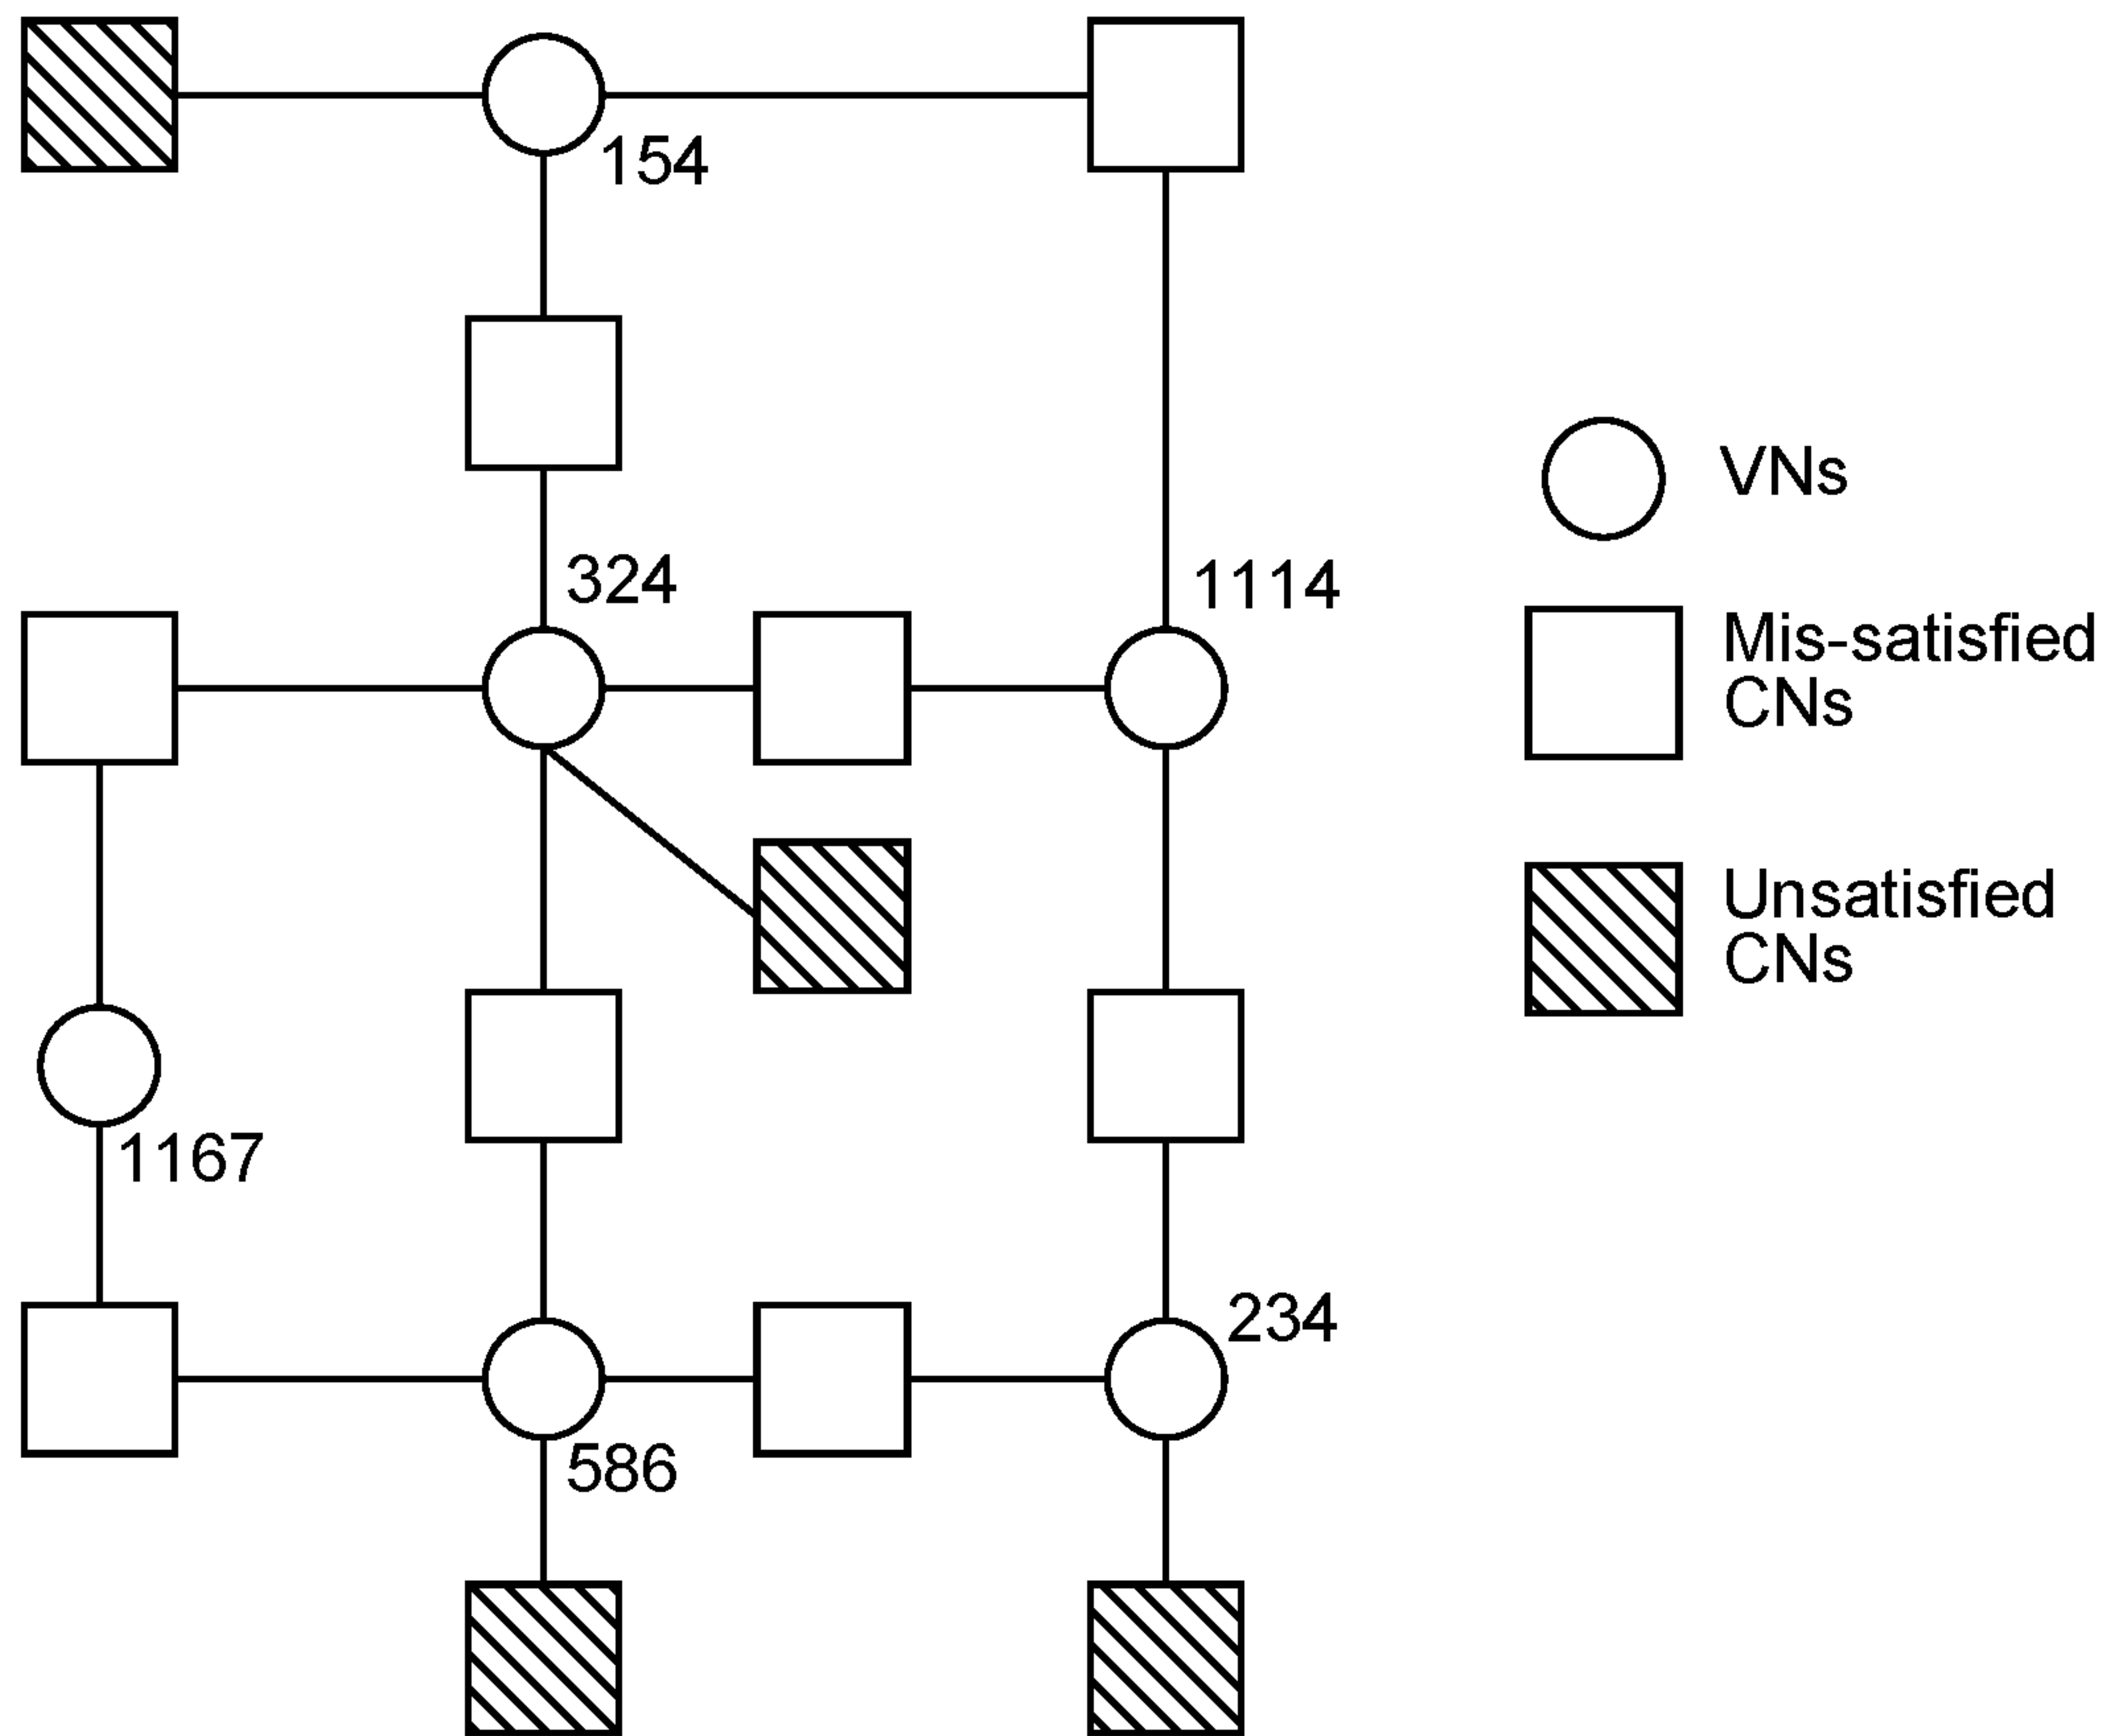 154
324
1114
1167
234
586
VNs
Mis-satisfied
CNs
Unsatisfied
CNs